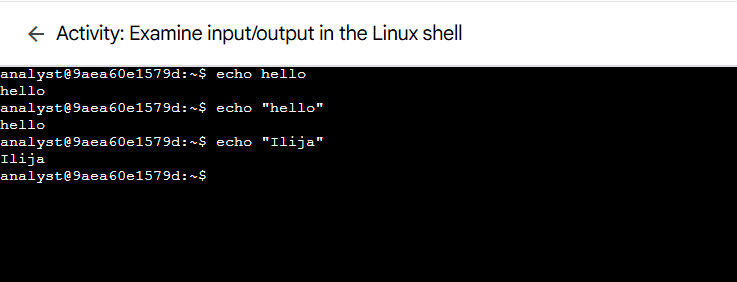 ← Activity: Examine input/output in the Linux shell
analyst@9aea60e1579d:~$ echo hello
hello
analyst@9aea60e1579d:~$ echo "hello"
hello
analyst@9aea60e1579d:~$ echo "Ilija"
Ilija
analyst@9aea60e1579d:~$